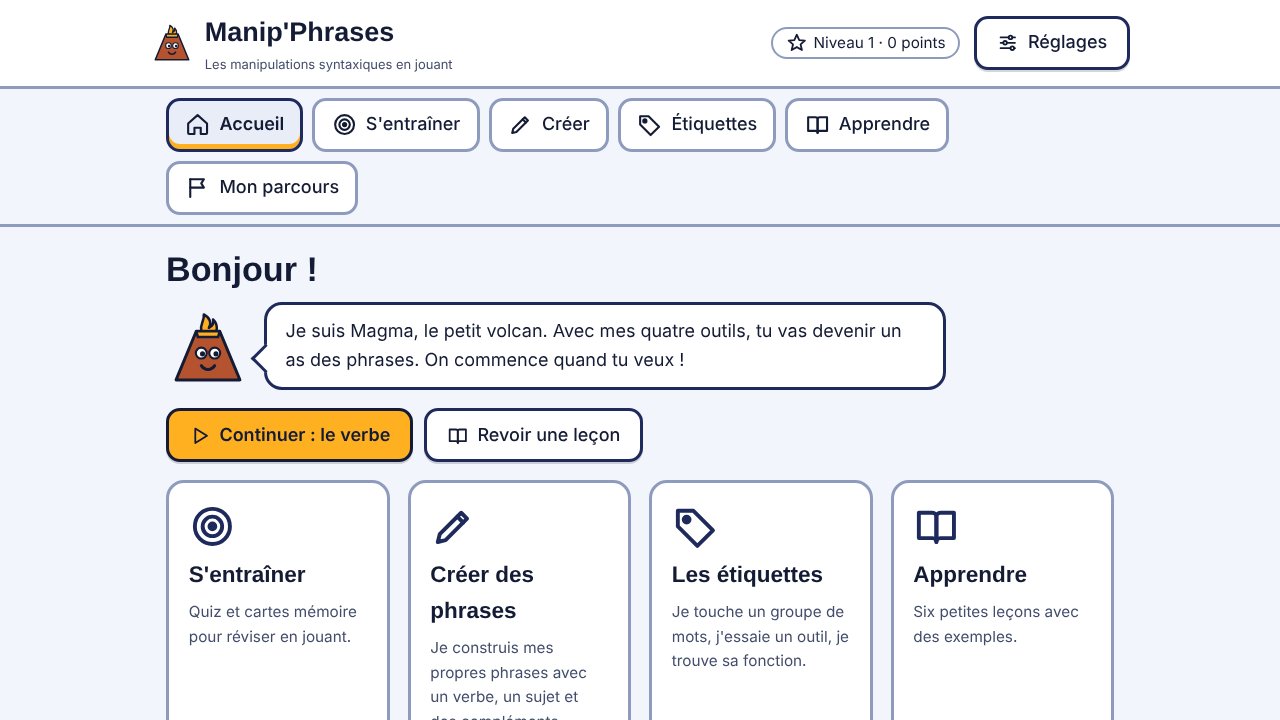 Manip'Phrases
Les manipulations syntaxiques en jouant
Niveau 1 · 0 points
Réglages
Accueil
S'entraîner
Créer
Étiquettes
Apprendre
Mon parcours
Bonjour !
Je suis Magma, le petit volcan. Avec mes quatre outils, tu vas devenir un
as des phrases. On commence quand tu veux !
Continuer : le verbe
Revoir une leçon
S'entraîner
Quiz et cartes mémoire
pour réviser en jouant.
Créer des
phrases
Je construis mes
propres phrases avec
un verbe, un sujet et
des compléments.
Les étiquettes
Je touche un groupe de
mots, j'essaie un outil, je
trouve sa fonction.
Apprendre
Six petites leçons avec
des exemples.